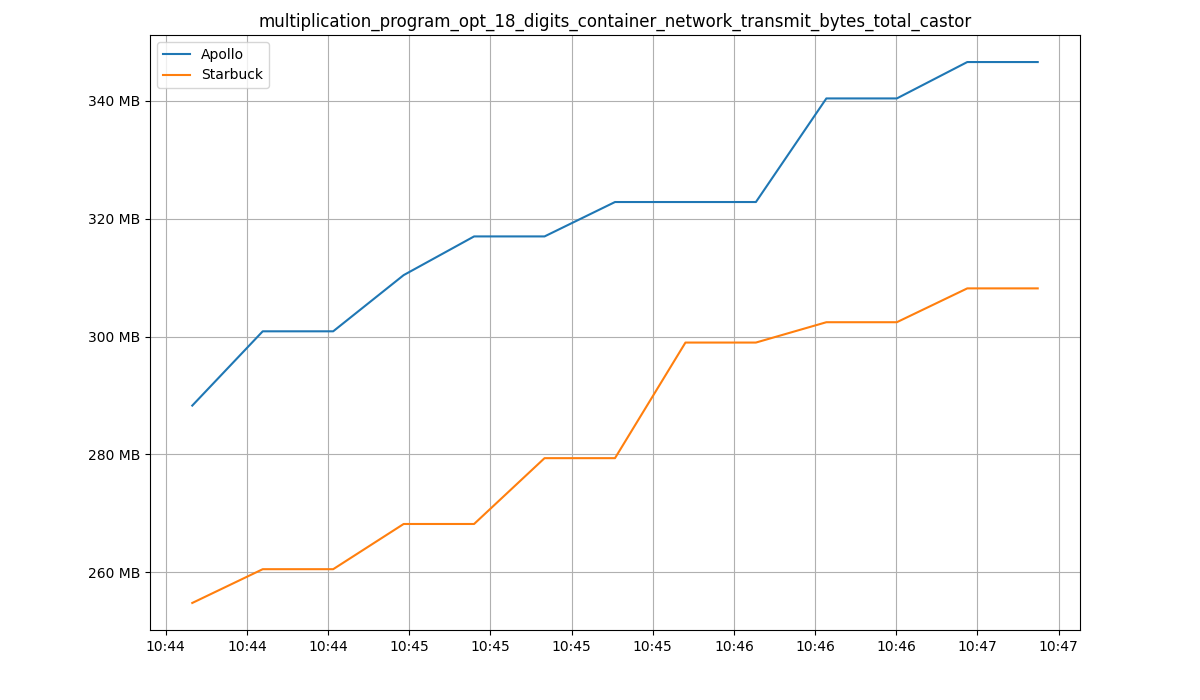 multiplication_program_opt_18_digits_container_network_transmit_bytes_total_castor
Apollo
Starbuck
340 MB
320 MB
300 MB
280 MB
260 MB
10:44 10:44 10:44 10:45 10:45 10:45 10:45 10:46 10:46 10:46 10:47 10:47